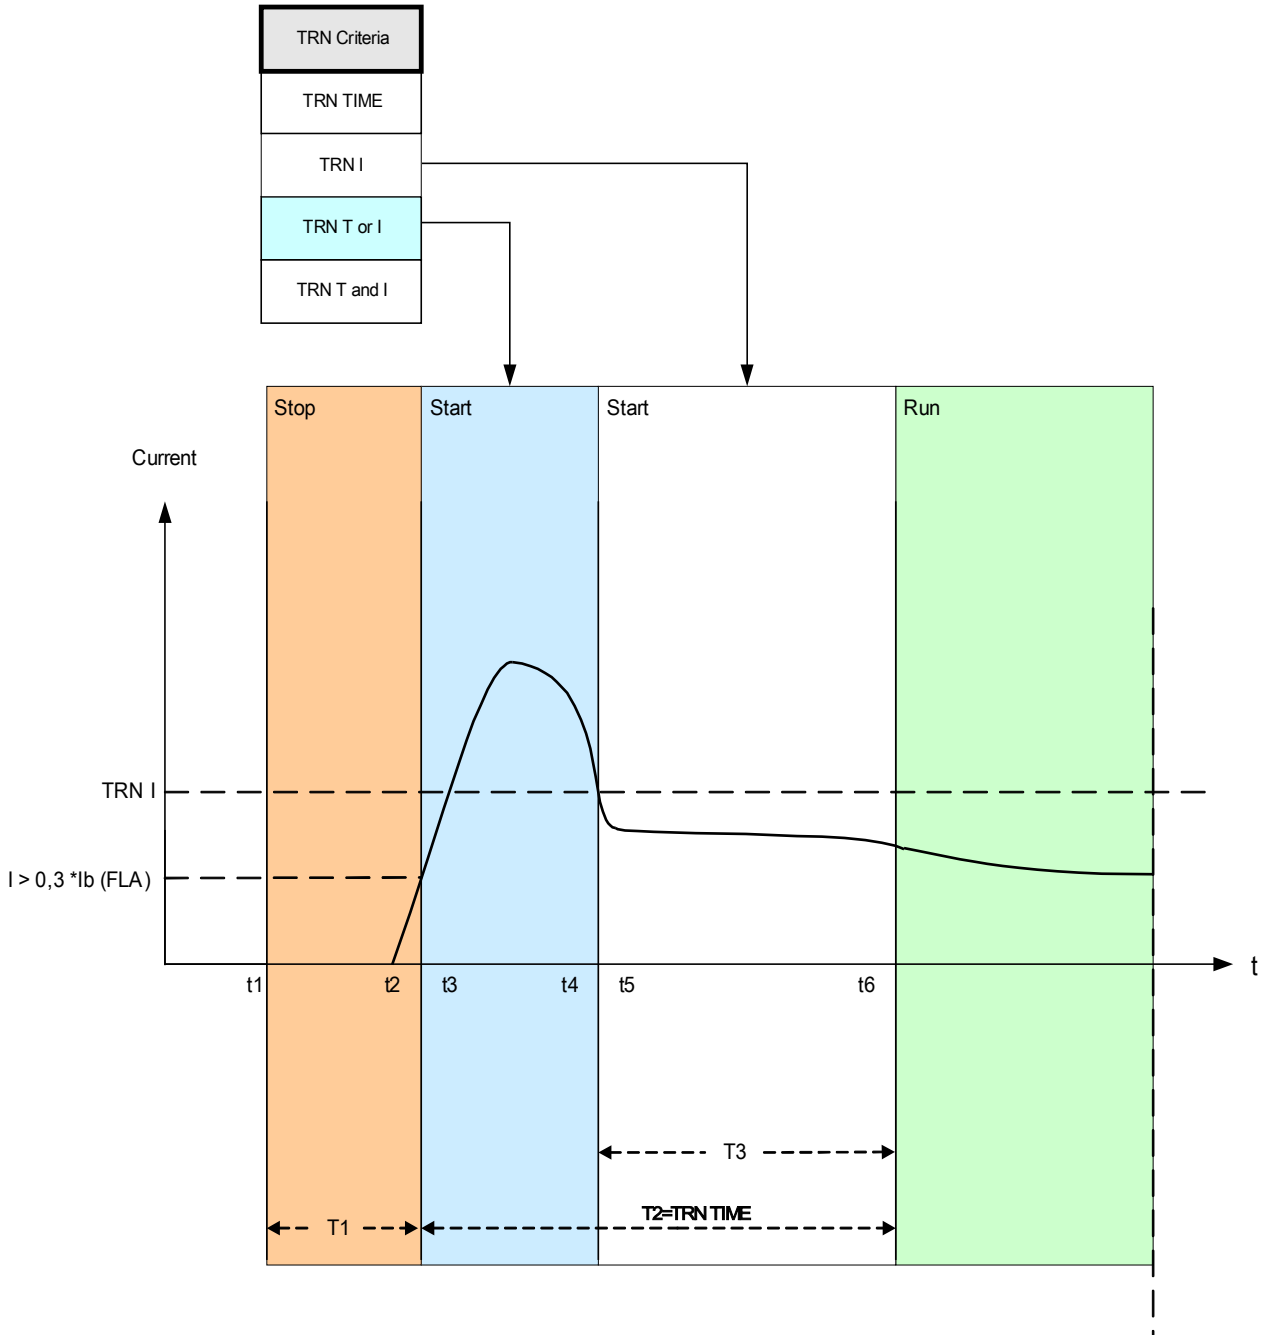 TRN Criteria
TRN TIME
TRN I
TRN T or I
TRN T and I
Stop
Start
Start
Run
Current
TRN I
I > 0,3 *Ib (FLA)
t1
t2
t3
t4
t5
t6
t
T3
T2=TRN TIME
T1